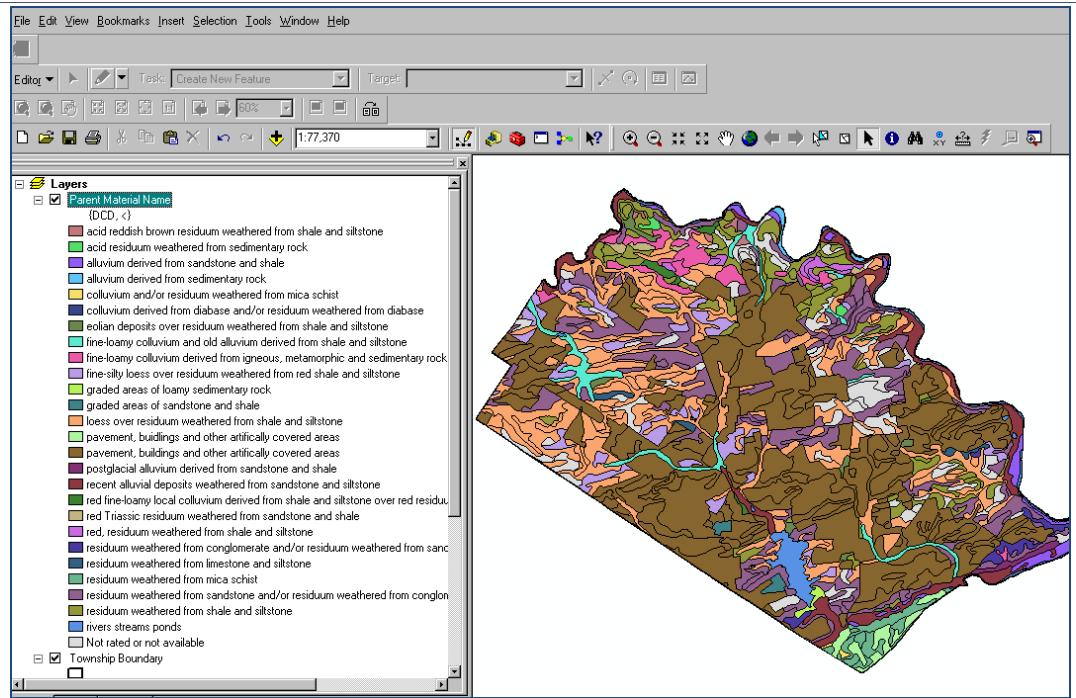 File Edit View Bookmarks Insert Selection Tools Window Help
Editor Task: Create New Feature Target:
60%
1:77,370
Layers
Parent Material Name
{DCD, <}
acid reddish brown residuum weathered from shale and siltstone
acid residuum weathered from sedimentary rock
alluvium derived from sandstone and shale
alluvium derived from sedimentary rock
colluvium and/or residuum weathered from mica schist
colluvium derived from diabase and/or residuum weathered from diabase
eolian deposits over residuum weathered from shale and siltstone
fine-loamy colluvium and old alluvium derived from shale and siltstone
fine-loamy colluvium derived from igneous, metamorphic and sedimentary rock
fine-silty loess over residuum weathered from red shale and siltstone
graded areas of loamy sedimentary rock
graded areas of sandstone and shale
loess over residuum weathered from shale and siltstone
pavement, buidlings and other artifically covered areas
pavement, buildings and other artifically covered areas
postglacial alluvium derived from sandstone and shale
recent alluvial deposits weathered from sandstone and siltstone
red fine-loamy local colluvium derived from shale and siltstone over red residuu
red Triassic residuum weathered from sandstone and shale
red, residuum weathered from shale and siltstone
residuum weathered from conglomerate and/or residuum weathered from sanc
residuum weathered from limestone and siltstone
residuum weathered from mica schist
residuum weathered from sandstone and/or residuum weathered from conglon
residuum weathered from shale and siltstone
rivers streams ponds
Not rated or not available
Township Boundary